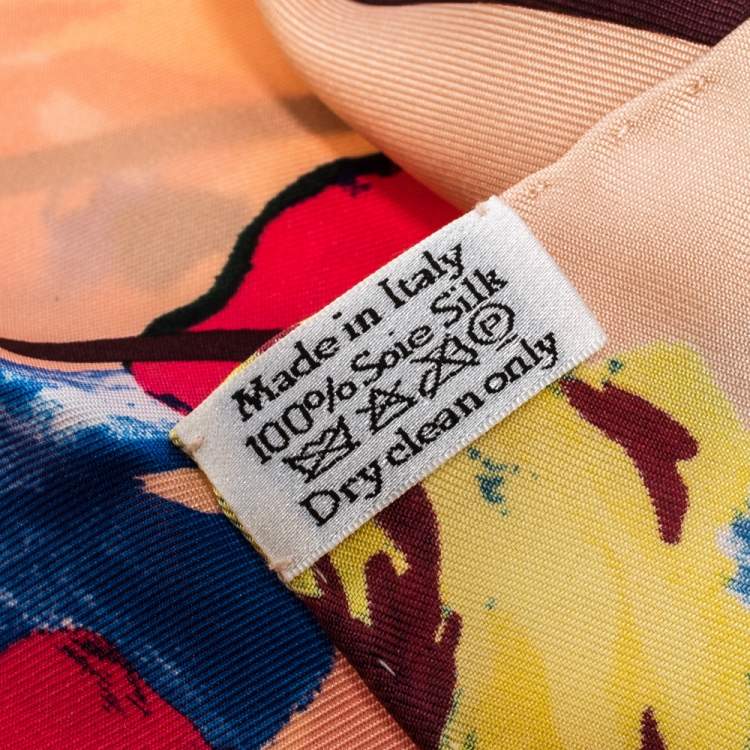 Made in Italy
100% Soie Silk
P
Dry clean only